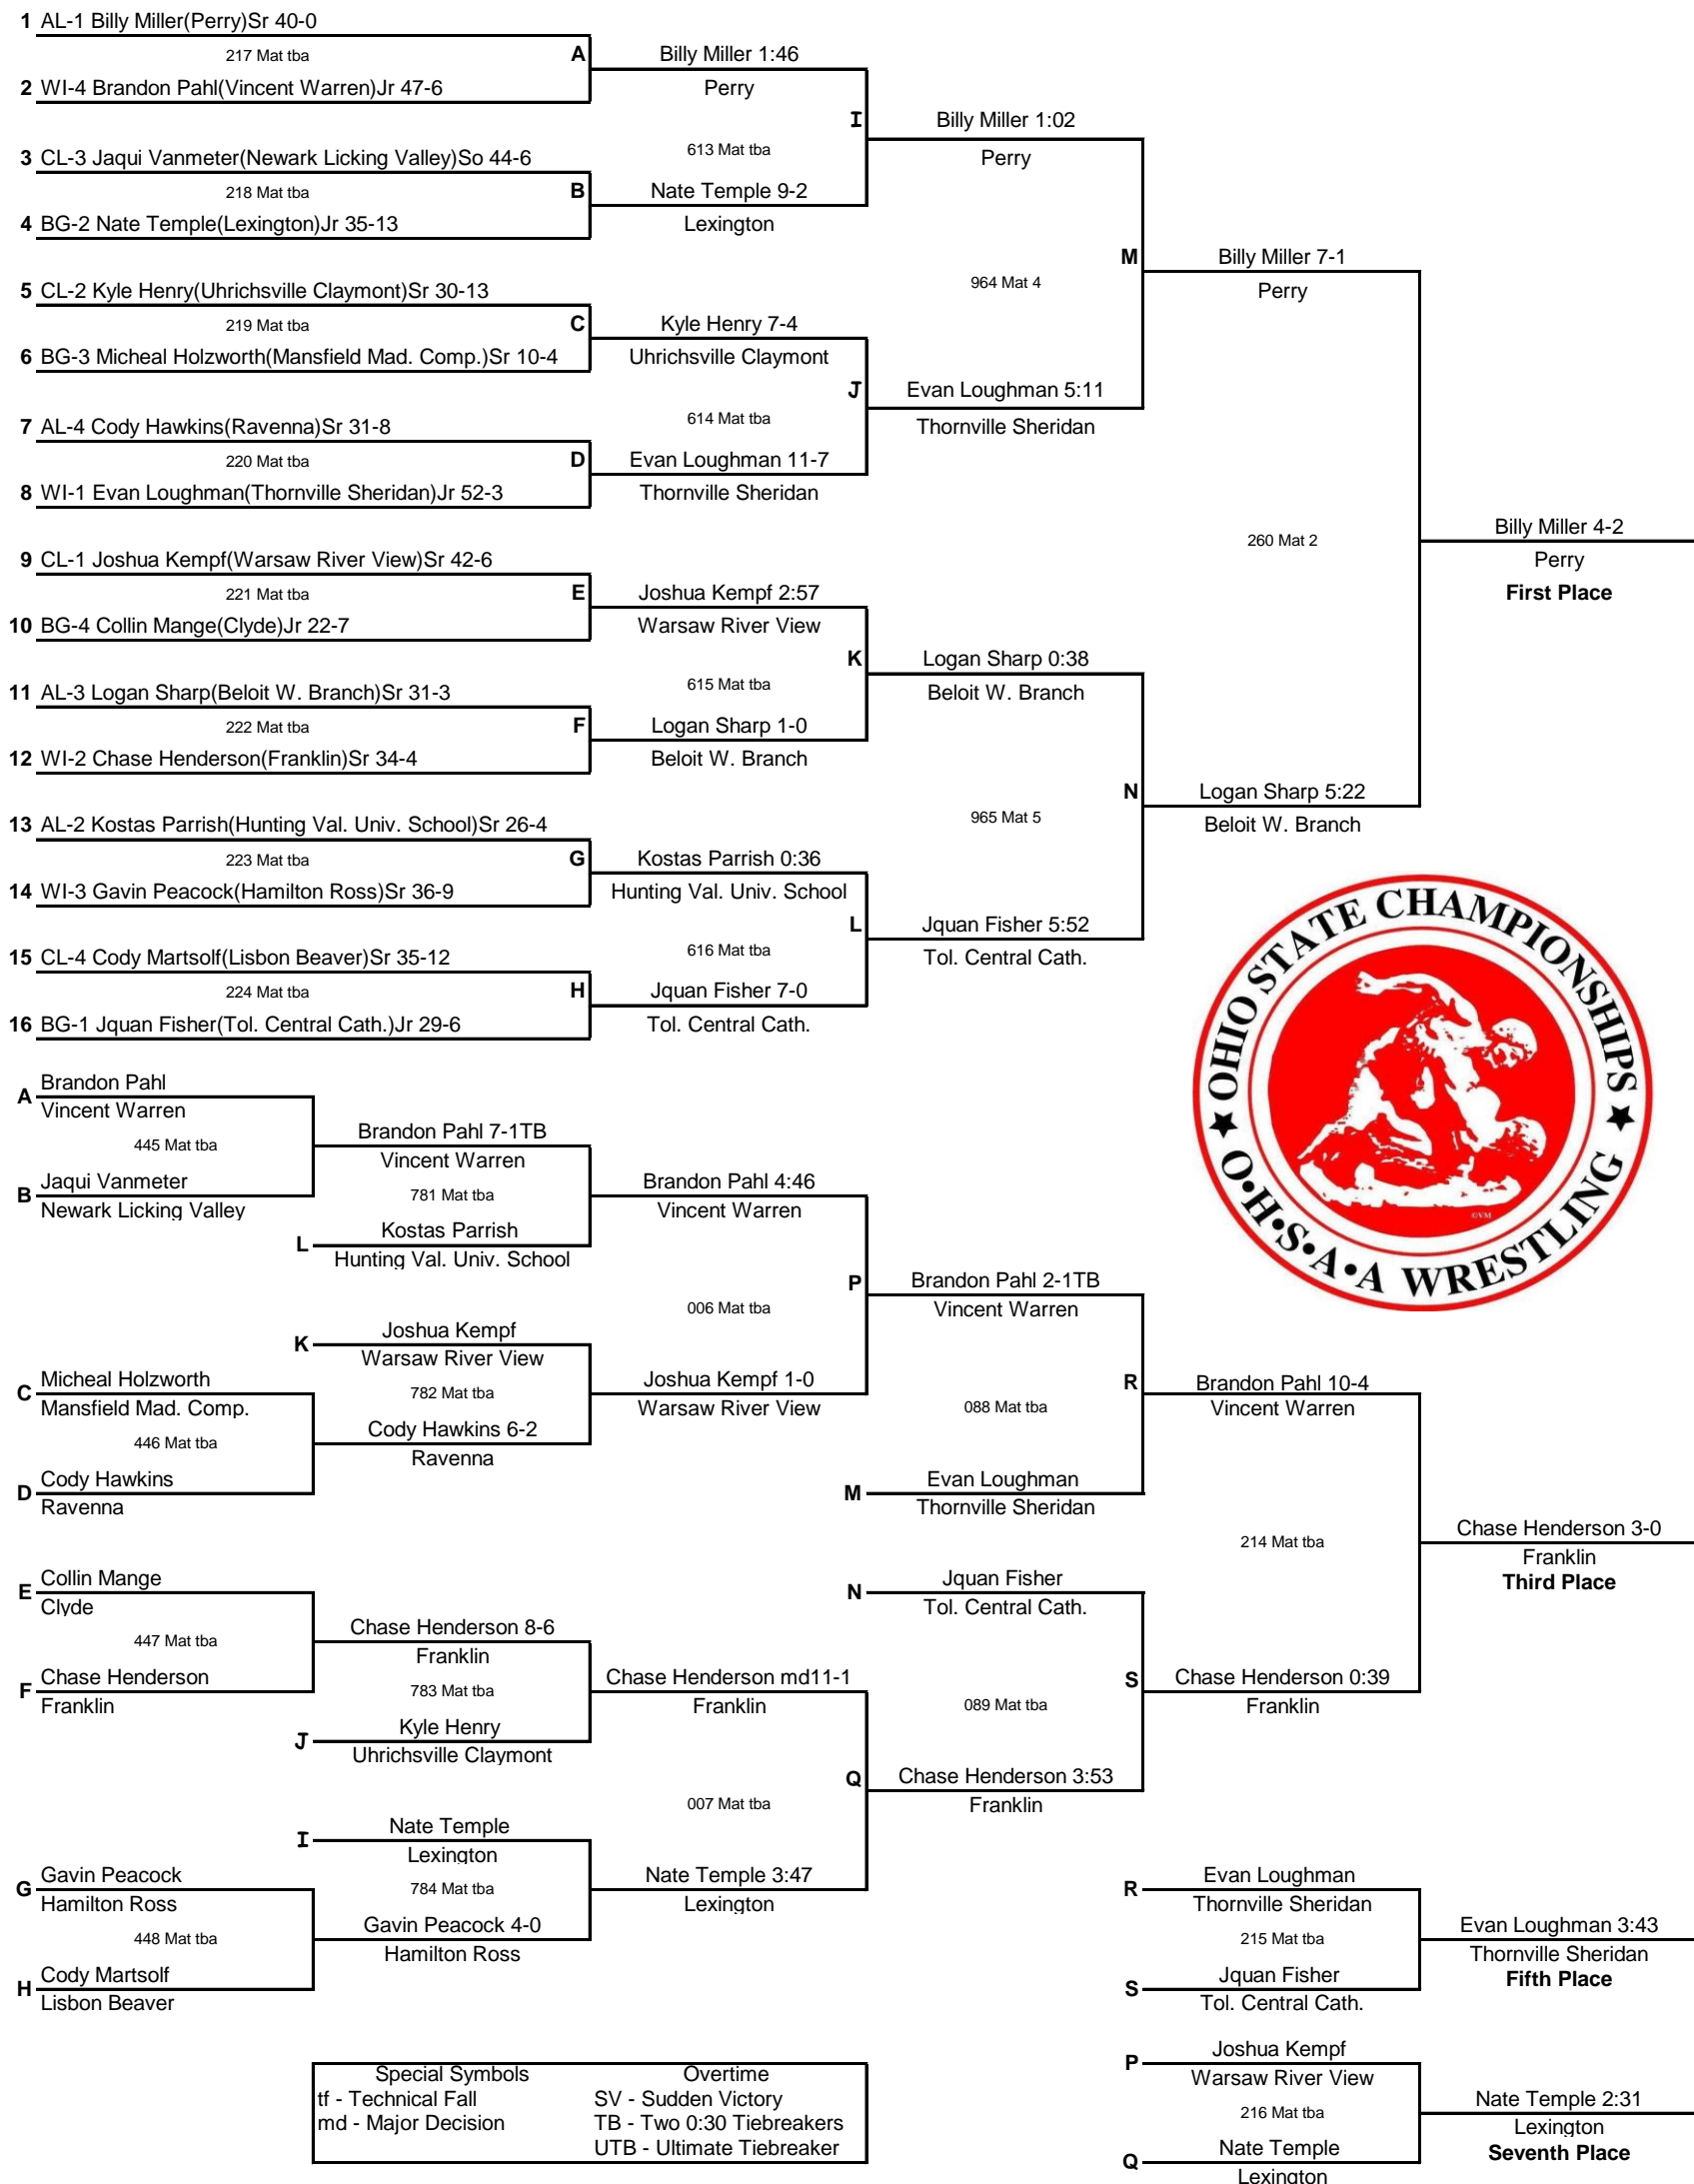 1 AL-1 Billy Miller(Perry)Sr 40-0
217 Mat tba
A
2 WI-4 Brandon Pahl(Vincent Warren)Jr 47-6
Billy Miller 1:46
Perry
3 CL-3 Jaqui Vanmeter(Newark Licking Valley)So 44-6
218 Mat tba
B
4 BG-2 Nate Temple(Lexington)Jr 35-13
613 Mat tba
I
Nate Temple 9-2
Lexington
Billy Miller 1:02
Perry
5 CL-2 Kyle Henry(Uhrichsville Claymont)Sr 30-13
219 Mat tba
C
6 BG-3 Micheal Holzworth(Mansfield Mad. Comp.)Sr 10-4
Kyle Henry 7-4
Uhrichsville Claymont
7 AL-4 Cody Hawkins(Ravenna)Sr 31-8
220 Mat tba
D
8 WI-1 Evan Loughman(Thornville Sheridan)Jr 52-3
614 Mat tba
J
Evan Loughman 11-7
Thornville Sheridan
Evan Loughman 5:11
Thornville Sheridan
964 Mat 4
M
Billy Miller 7-1
Perry
9 CL-1 Joshua Kempf(Warsaw River View)Sr 42-6
221 Mat tba
E
10 BG-4 Collin Mange(Clyde)Jr 22-7
Joshua Kempf 2:57
Warsaw River View
11 AL-3 Logan Sharp(Beloit W. Branch)Sr 31-3
222 Mat tba
F
12 WI-2 Chase Henderson(Franklin)Sr 34-4
615 Mat tba
K
Logan Sharp 1-0
Beloit W. Branch
Logan Sharp 0:38
Beloit W. Branch
13 AL-2 Kostas Parrish(Hunting Val. Univ. School)Sr 26-4
223 Mat tba
G
14 WI-3 Gavin Peacock(Hamilton Ross)Sr 36-9
Kostas Parrish 0:36
Hunting Val. Univ. School
15 CL-4 Cody Martsolf(Lisbon Beaver)Sr 35-12
224 Mat tba
H
16 BG-1 Jquan Fisher(Tol. Central Cath.)Jr 29-6
616 Mat tba
L
Jquan Fisher 7-0
Tol. Central Cath.
Jquan Fisher 5:52
Tol. Central Cath.
965 Mat 5
N
Logan Sharp 5:22
Beloit W. Branch
260 Mat 2
Billy Miller 4-2
Perry
First Place
★ OHIO STATE CHAMPIONSHIPS ★
O•H•S•A•A WRESTLING
©VM
A Brandon Pahl
Vincent Warren
445 Mat tba
B Jaqui Vanmeter
Newark Licking Valley
Brandon Pahl 7-1TB
Vincent Warren
781 Mat tba
L Kostas Parrish
Hunting Val. Univ. School
Brandon Pahl 4:46
Vincent Warren
K Joshua Kempf
Warsaw River View
782 Mat tba
C Micheal Holzworth
Mansfield Mad. Comp.
446 Mat tba
D Cody Hawkins
Ravenna
Cody Hawkins 6-2
Ravenna
Joshua Kempf 1-0
Warsaw River View
006 Mat tba
P
Brandon Pahl 2-1TB
Vincent Warren
088 Mat tba
M Evan Loughman
Thornville Sheridan
R
Brandon Pahl 10-4
Vincent Warren
E Collin Mange
Clyde
447 Mat tba
F Chase Henderson
Franklin
Chase Henderson 8-6
Franklin
783 Mat tba
J Kyle Henry
Uhrichsville Claymont
Chase Henderson md11-1
Franklin
I Nate Temple
Lexington
784 Mat tba
G Gavin Peacock
Hamilton Ross
448 Mat tba
H Cody Martsolf
Lisbon Beaver
Gavin Peacock 4-0
Hamilton Ross
Nate Temple 3:47
Lexington
007 Mat tba
Q
Chase Henderson 3:53
Franklin
N Jquan Fisher
Tol. Central Cath.
089 Mat tba
S
Chase Henderson 0:39
Franklin
214 Mat tba
Chase Henderson 3-0
Franklin
Third Place
R Evan Loughman
Thornville Sheridan
215 Mat tba
S Jquan Fisher
Tol. Central Cath.
Evan Loughman 3:43
Thornville Sheridan
Fifth Place
P Joshua Kempf
Warsaw River View
216 Mat tba
Q Nate Temple
Lexington
Nate Temple 2:31
Lexington
Seventh Place
Special Symbols
tf - Technical Fall
md - Major Decision
Overtime
SV - Sudden Victory
TB - Two 0:30 Tiebreakers
UTB - Ultimate Tiebreaker